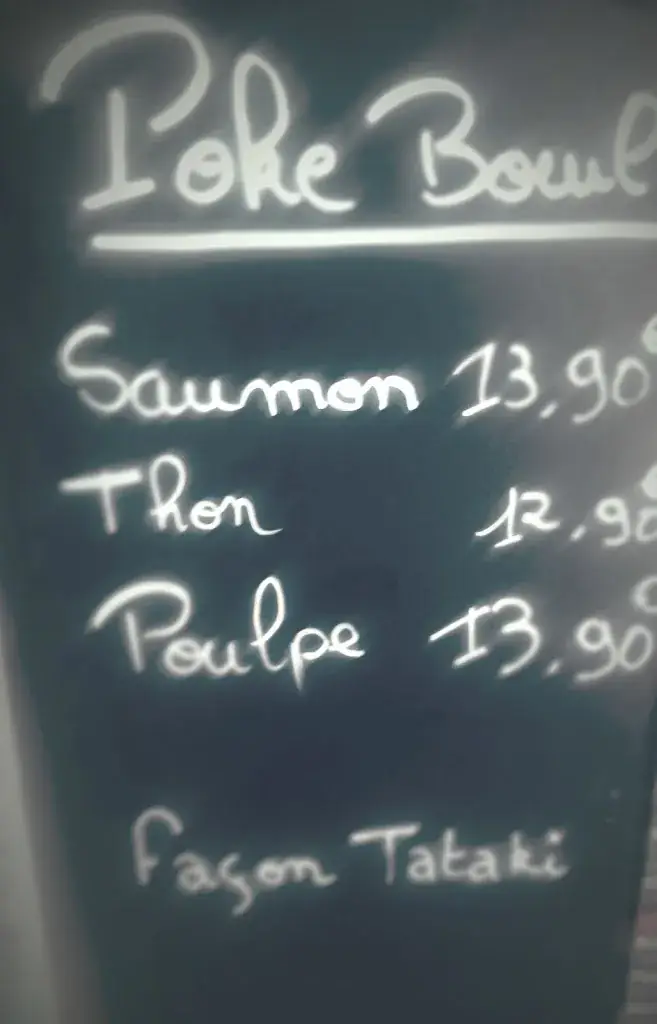 Poke Bowl
Saumon 13,90€
Thon 12,90
Poulpe 13,90
façon Tataki